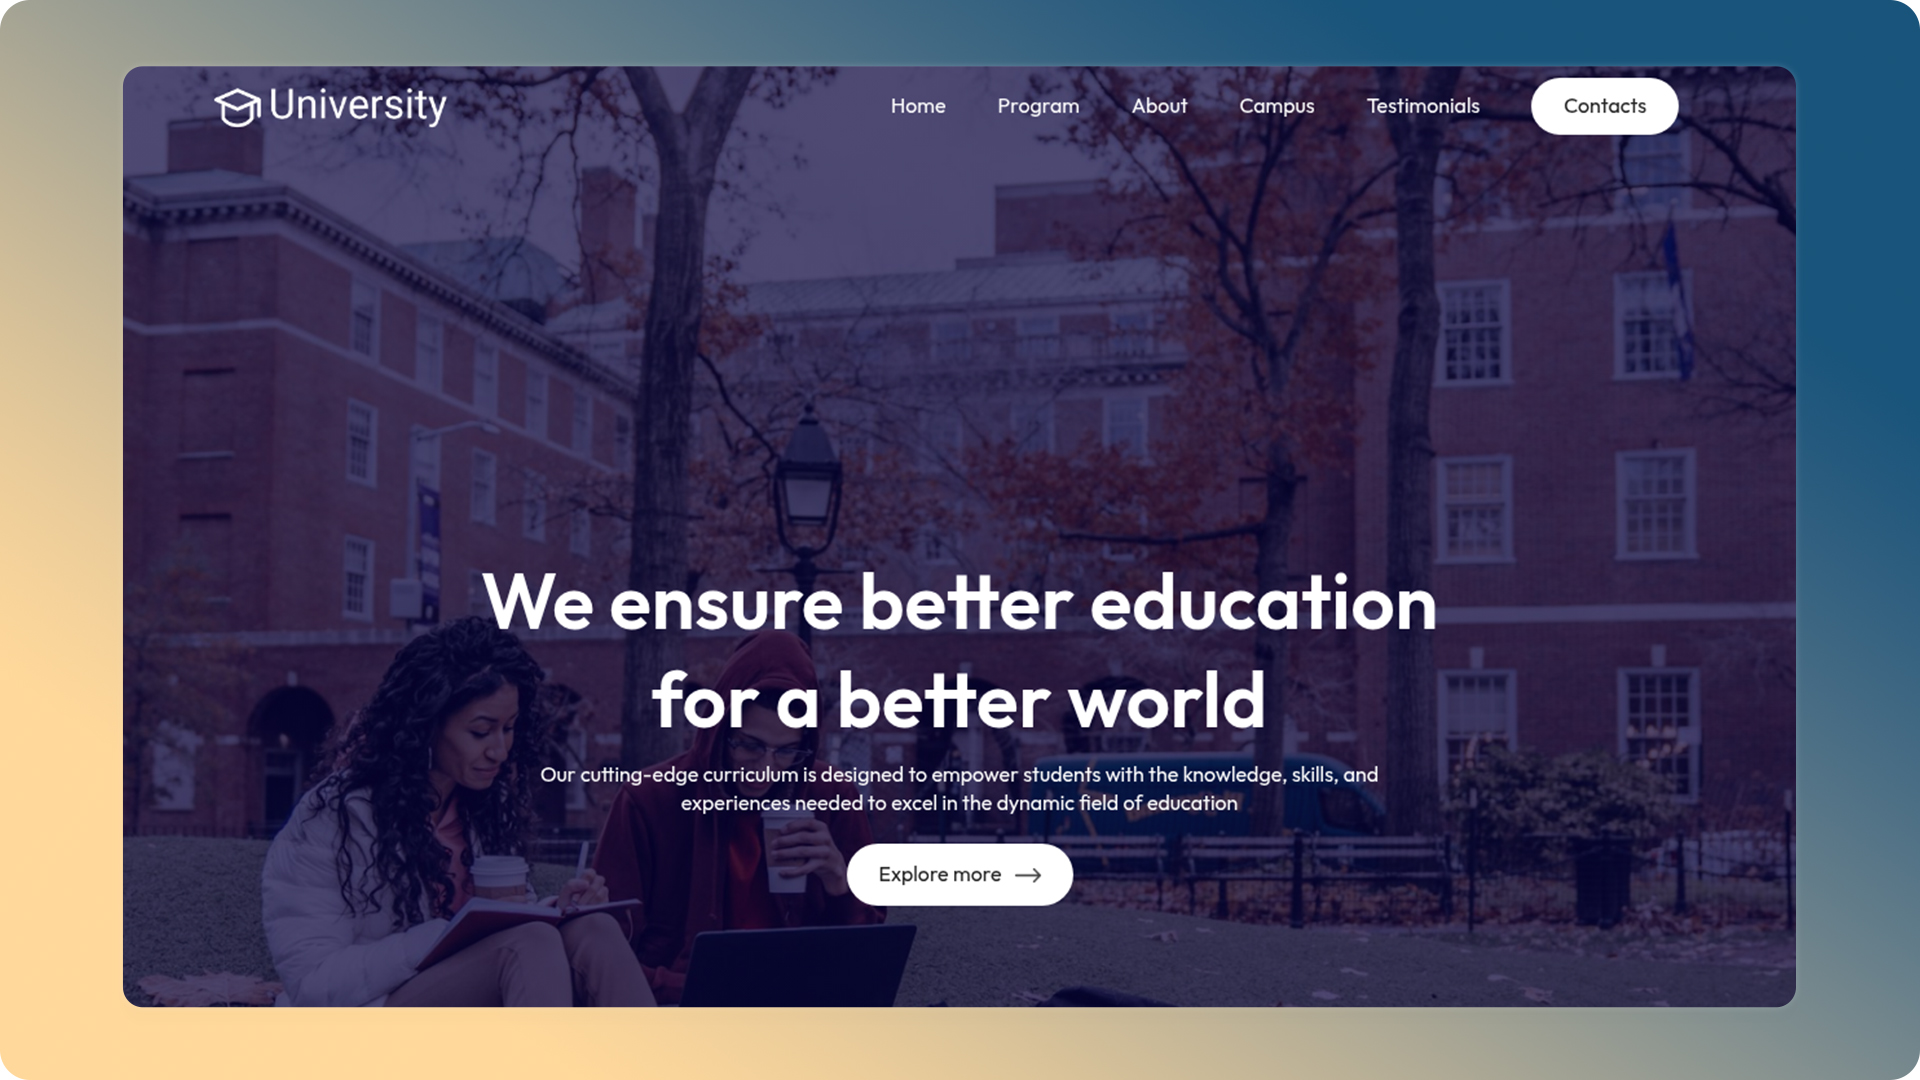 University
Home Program About Campus Testimonials Contacts
We ensure better education
for a better world
Our cutting-edge curriculum is designed to empower students with the knowledge, skills, and
experiences needed to excel in the dynamic field of education
Explore more